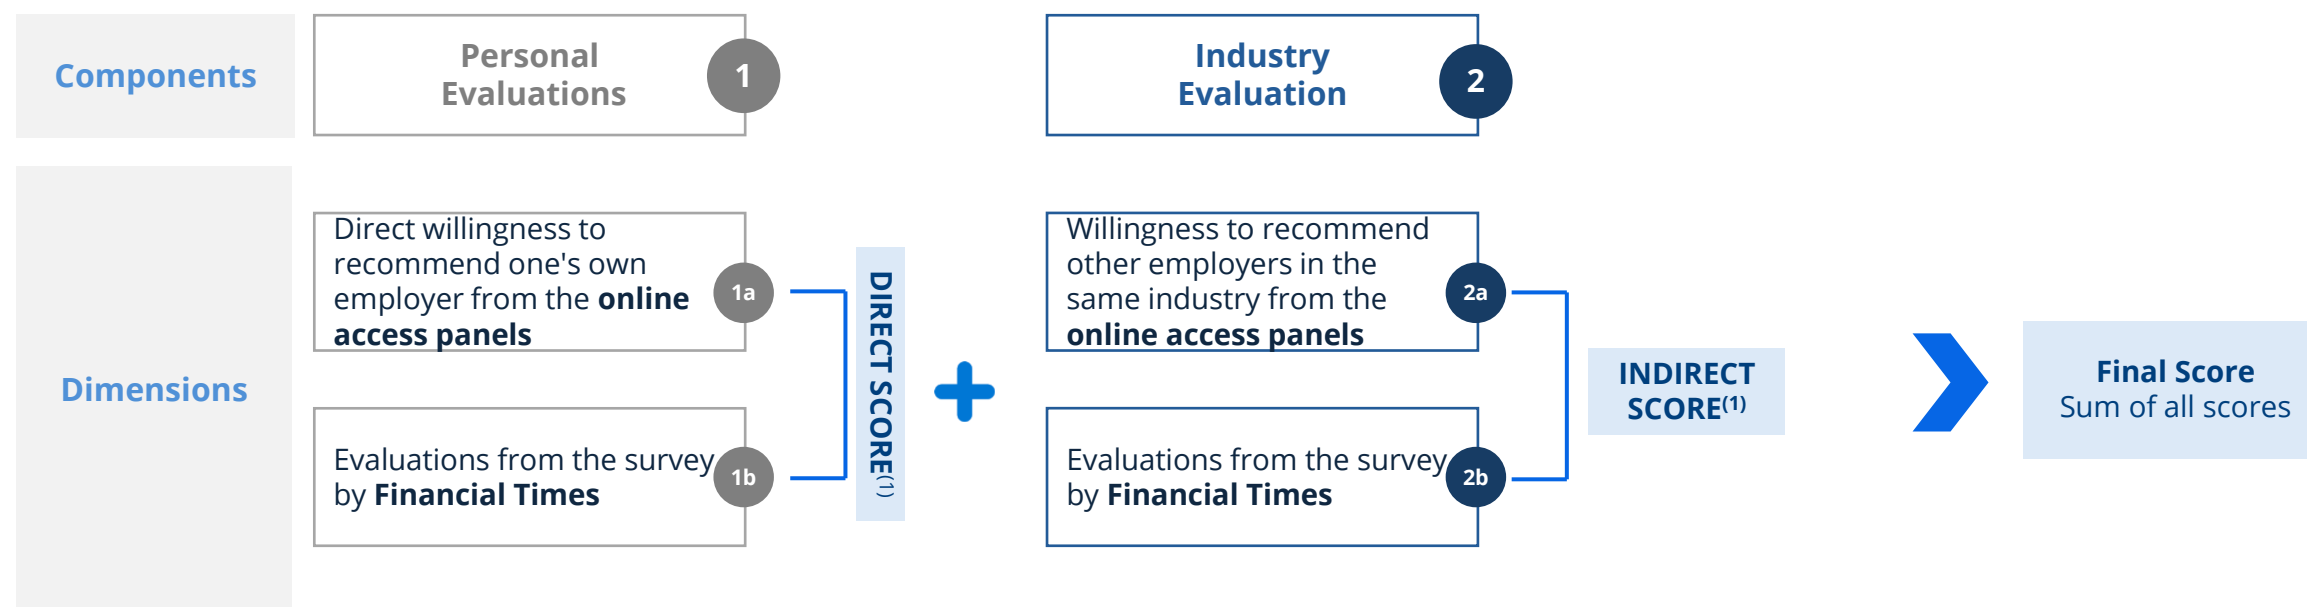 Components
Personal
Evaluations
1
Industry
Evaluation
2
Dimensions
Direct willingness to
recommend one's own
employer from the online
access panels
1a
Evaluations from the survey
by Financial Times
1b
DIRECT SCORE(1)
Willingness to recommend
other employers in the
same industry from the
online access panels
2a
Evaluations from the survey
by Financial Times
2b
INDIRECT
SCORE(1)
Final Score
Sum of all scores